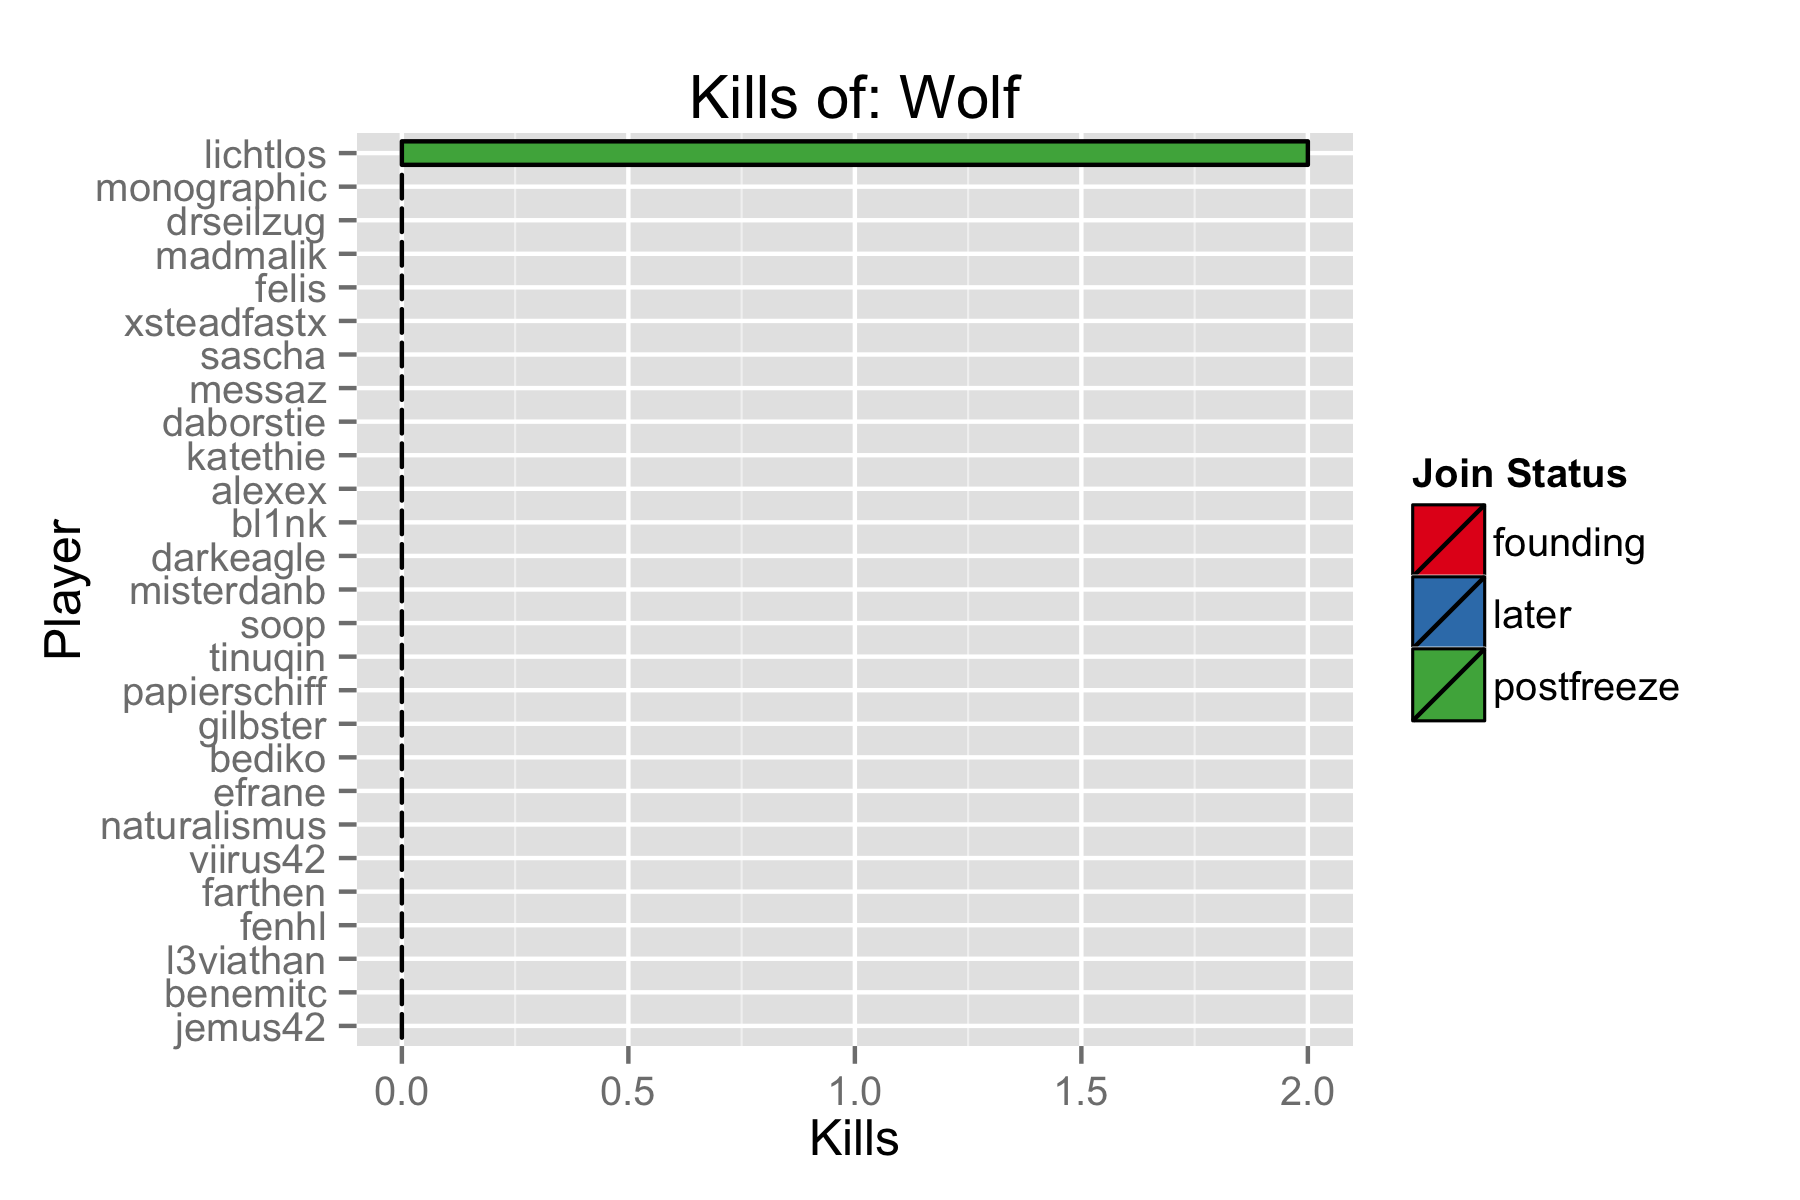 Kills of: Wolf
lichtlos
monographic
drseilzug
madmalik
felis
xsteadfastx
sascha
messaz
daborstie
katethie
alexex
bl1nk
darkeagle
misterdanb
soop
tinuqin
papierschiff
gilbster
bediko
efrane
naturalismus
viirus42
farthen
fenhl
l3viathan
benemitc
jemus42
Player
0.0 0.5 1.0 1.5 2.0
Kills
Join Status
founding
later
postfreeze